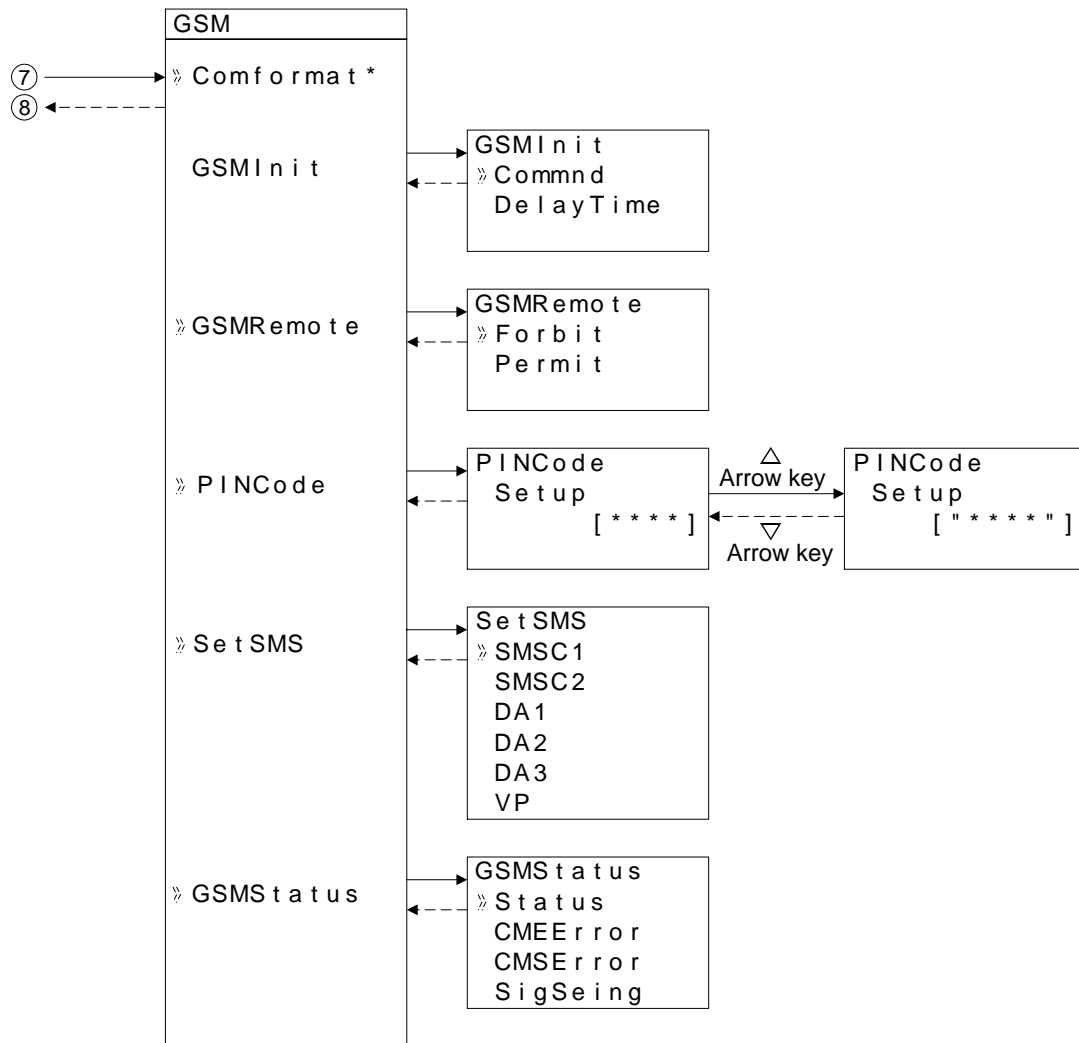 GSM
⑦
» Comformat*
⑧
GSMInit
GSMInit
» Commnd
DelayTime
» GSMRemote
GSMRemote
» Forbit
Permit
» PINCode
PINCode
Setup
[****]
△
Arrow key
▽
Arrow key
PINCode
Setup
["****"]
» SetSMS
SetSMS
» SMSC1
SMSC2
DA1
DA2
DA3
VP
» GSMStatus
GSMStatus
» Status
CMEError
CMSError
SigSeing